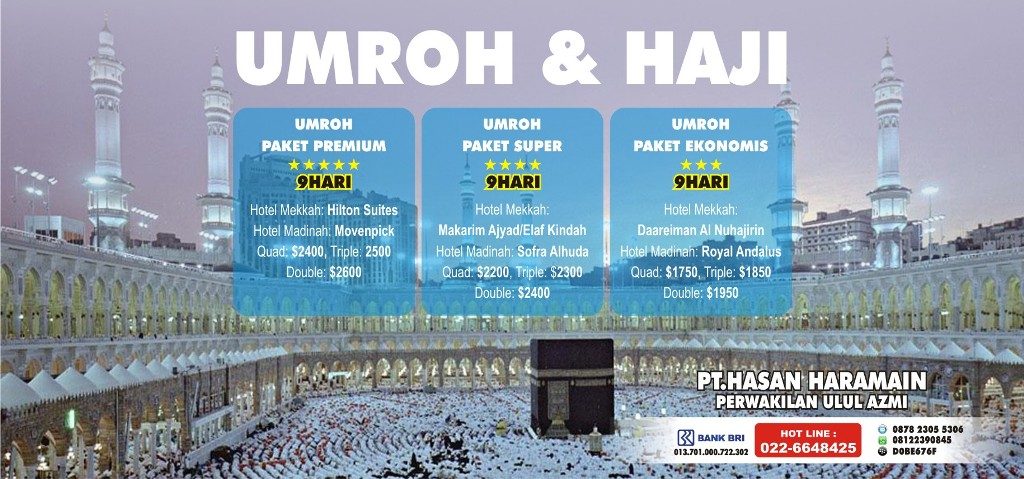 UMROH & HAJI
UMROH
PAKET PREMIUM
9HARI
Hotel Mekkah: Hilton Suites
Hotel Madinah: Movenpick
Quad: $2400, Triple: 2500
Double: $2600
UMROH
PAKET SUPER
9HARI
Hotel Mekkah:
Makarim Ajyad/Elaf Kindah
Hotel Madinah: Sofra Alhuda
Quad: $2200, Triple: $2300
Double: $2400
UMROH
PAKET EKONOMIS
9HARI
Hotel Mekkah:
Daareiman Al Nuhajirin
Hotel Madinah: Royal Andalus
Quad: $1750, Triple: $1850
Double: $1950
PT.HASAN HARAMAIN
PERWAKILAN ULUL AZMI
BANK BRI
013.701.000.722.302
HOT LINE :
022-6648425
0878 2305 5306
08122390845
D0BE676F